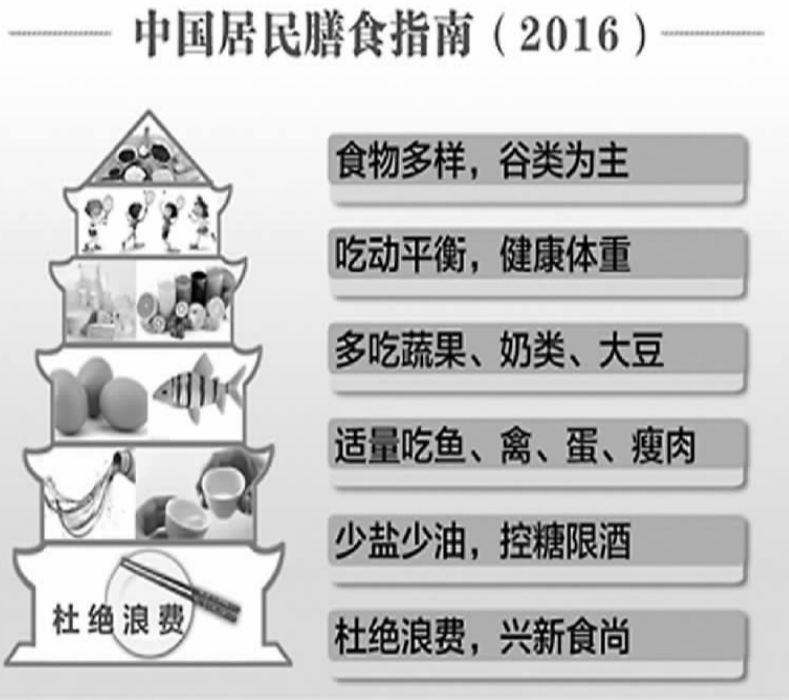 中国居民膳食指南（2016）
食物多样，谷类为主
吃动平衡，健康体重
多吃蔬果、奶类、大豆
适量吃鱼、禽、蛋、瘦肉
少盐少油，控糖限酒
杜绝浪费
杜绝浪费，兴新食尚